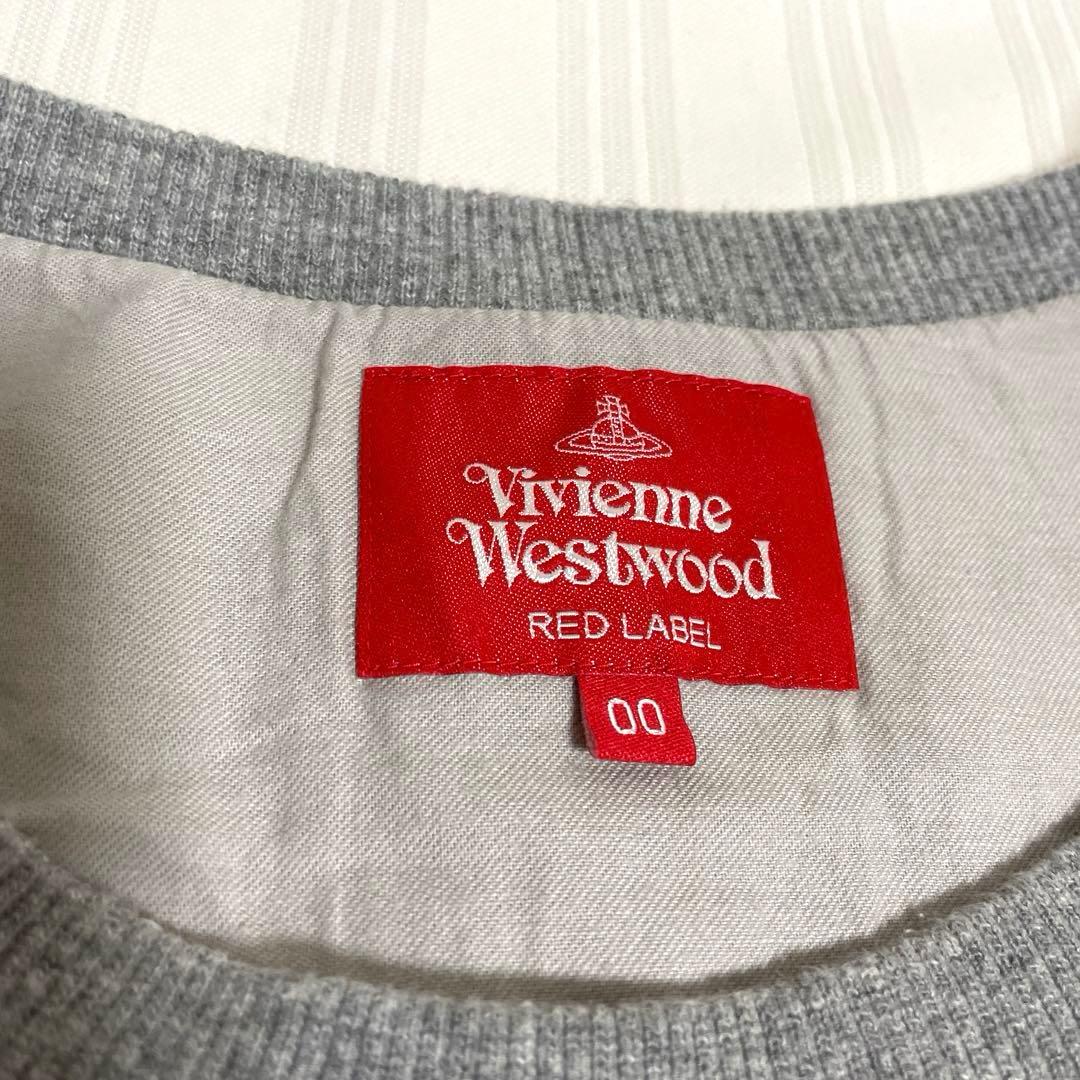 Vivienne
Westwood
RED LABEL
00